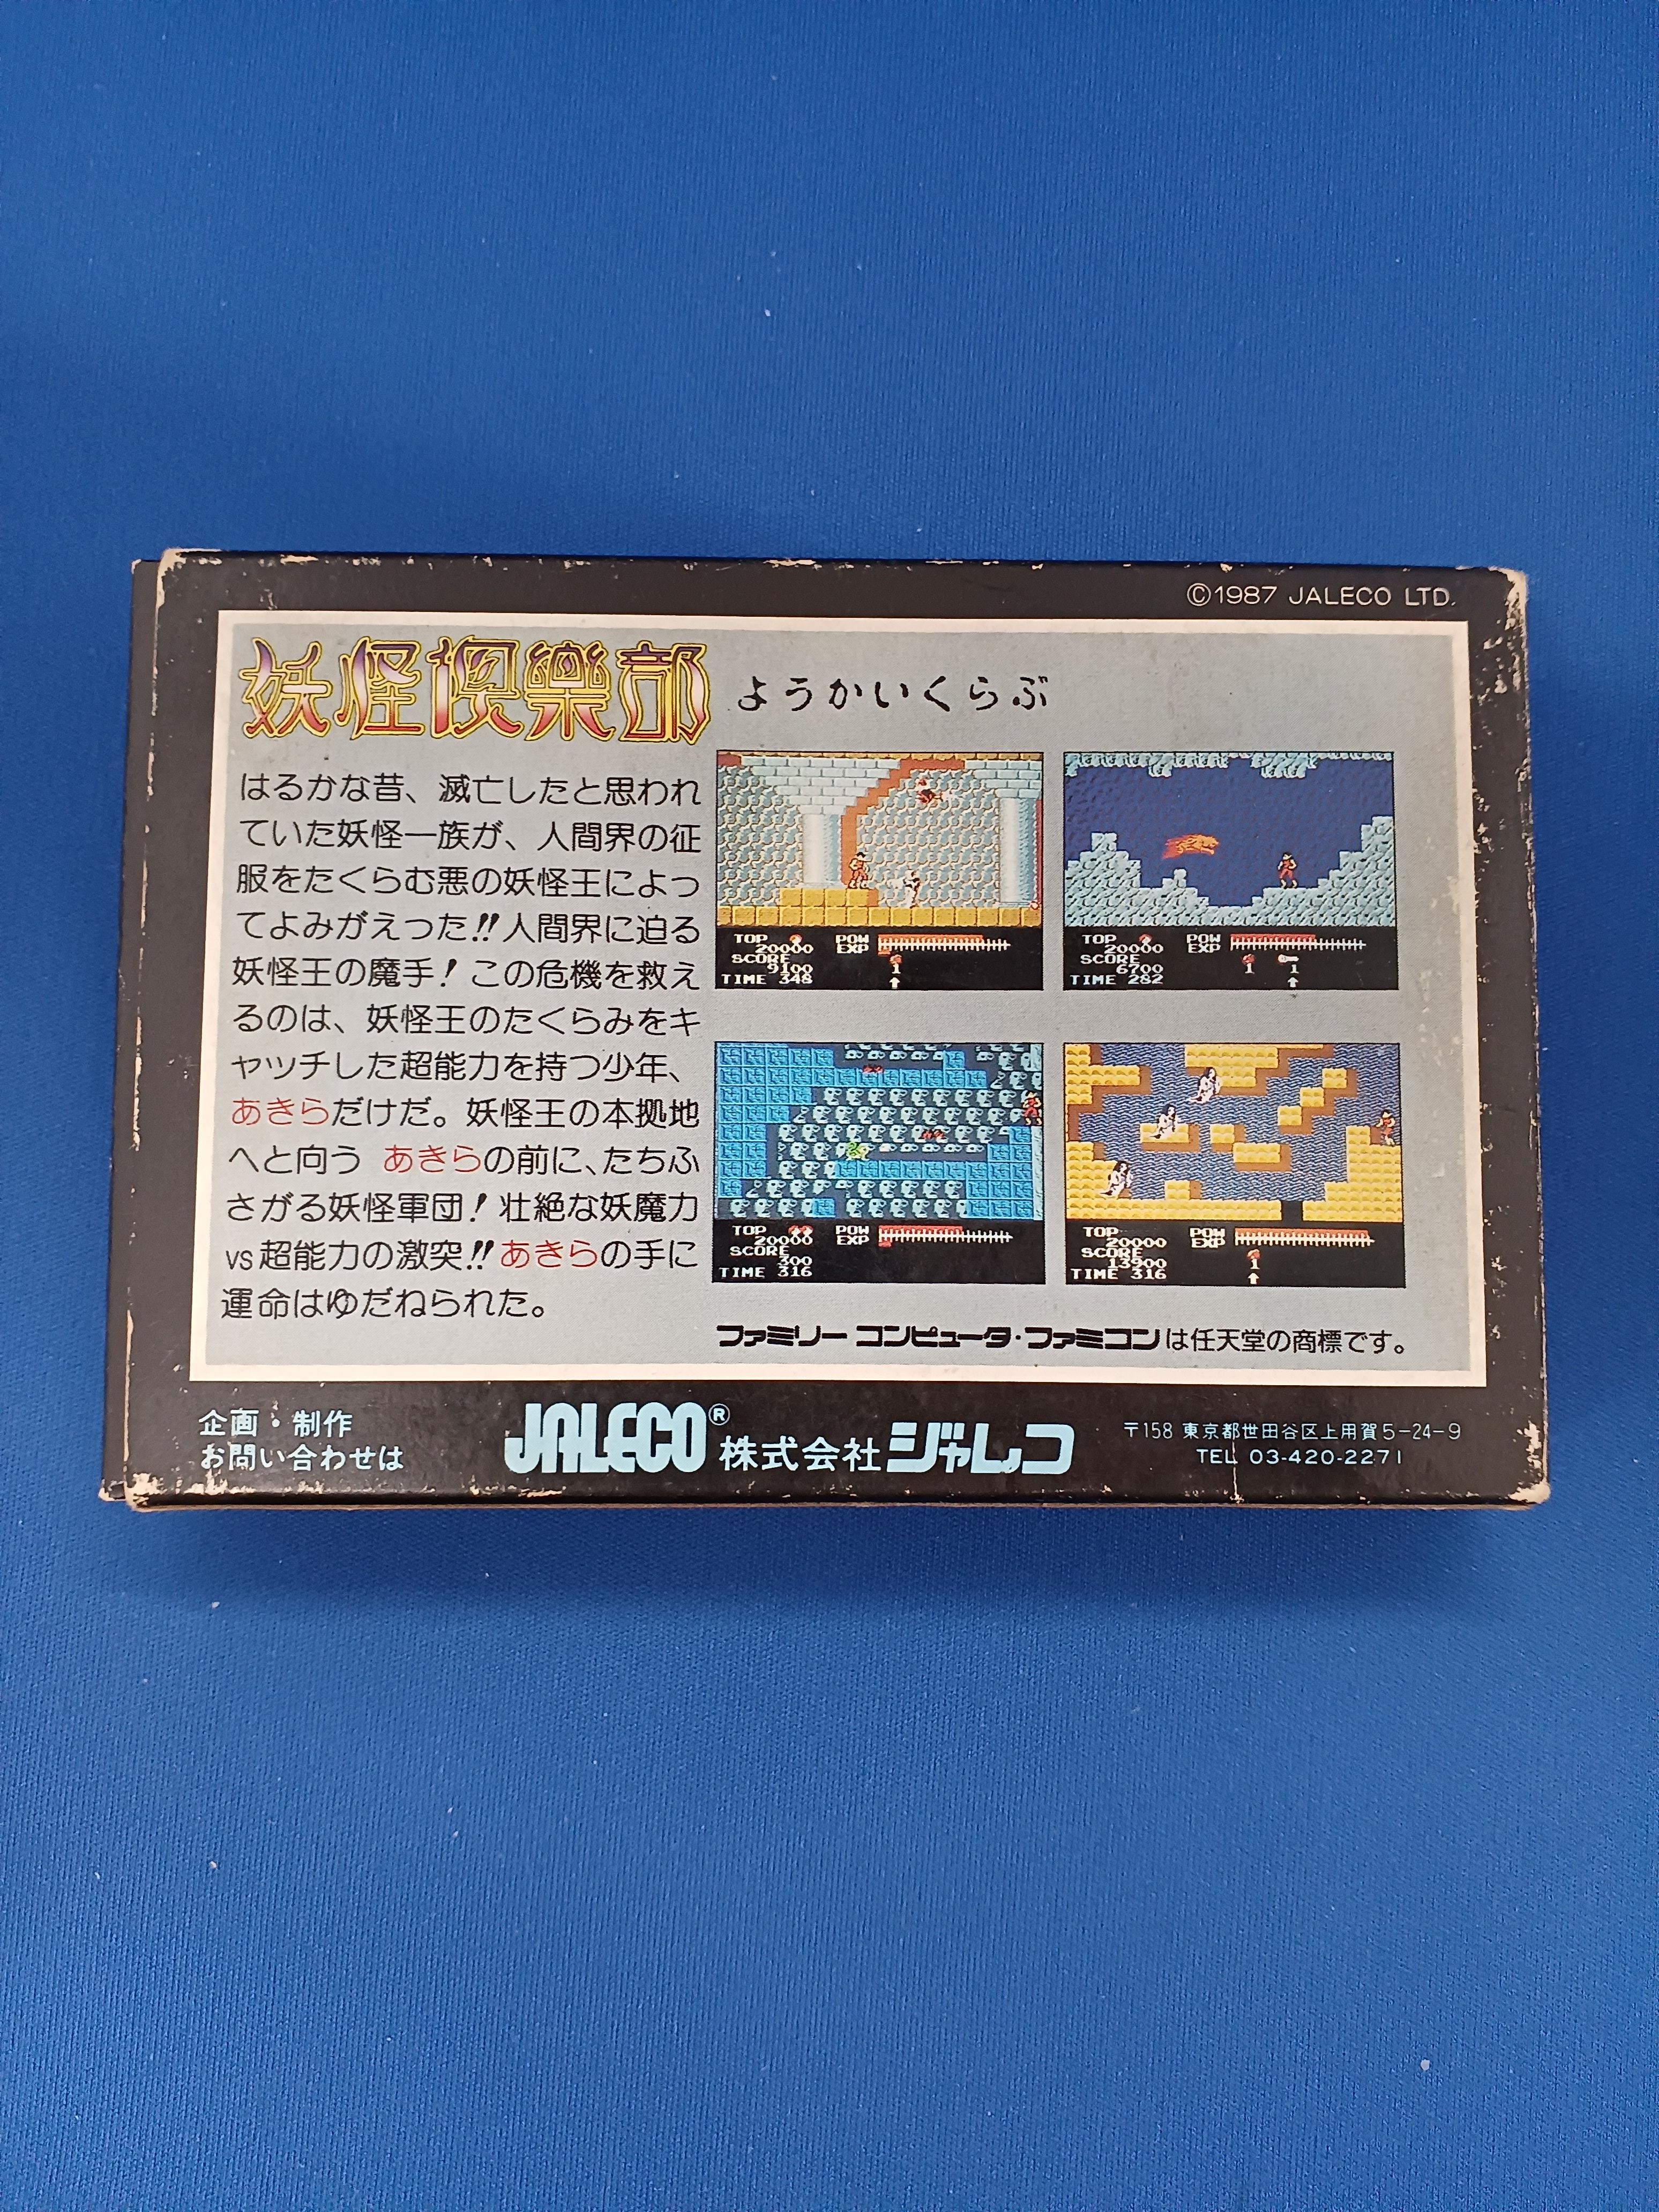 ©1987 JALECO LTD.
妖怪倶樂部 ようかいくらぶ
はるかな昔、滅亡したと思われ
ていた妖怪一族が、人間界の征
服をたくらむ悪の妖怪王によっ
てよみがえった!!人間界に迫る
妖怪王の魔手!この危機を救え
るのは、妖怪王のたくらみをキ
ャッチした超能力を持つ少年、
あきらだけだ。妖怪王の本拠地
へと向う あきらの前に、たちふ
さがる妖怪軍団!壮絶な妖魔力
vs超能力の激突!!あきらの手に
運命はゆだねられた。
TOP POW
20000 EXP
SCORE
9100 1
TIME 348
TOP POW
20000 EXP
SCORE
6700 1 1
TIME 282
TOP POW
20000 EXP
SCORE
300
TIME 316
TOP POW
20000 EXP
SCORE
13900 1
TIME 316
ファミリー コンピュータ・ファミコンは任天堂の商標です。
企画・制作
お問い合わせは
JALECO® 株式会社ジャレコ
〒158 東京都世田谷区上用賀5-24-9
TEL 03-420-2271